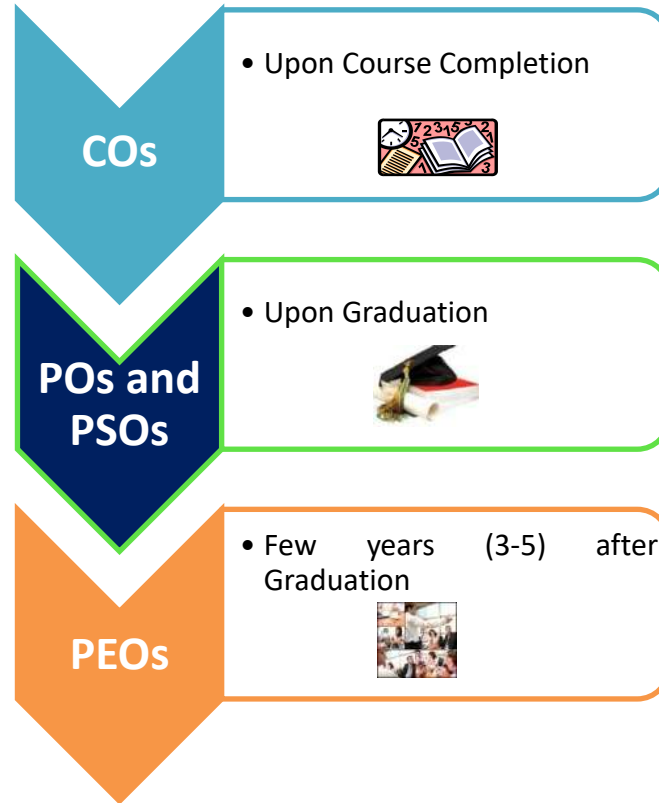 COs
• Upon Course Completion
POs and
PSOs
• Upon Graduation
PEOs
• Few years (3-5) after
Graduation